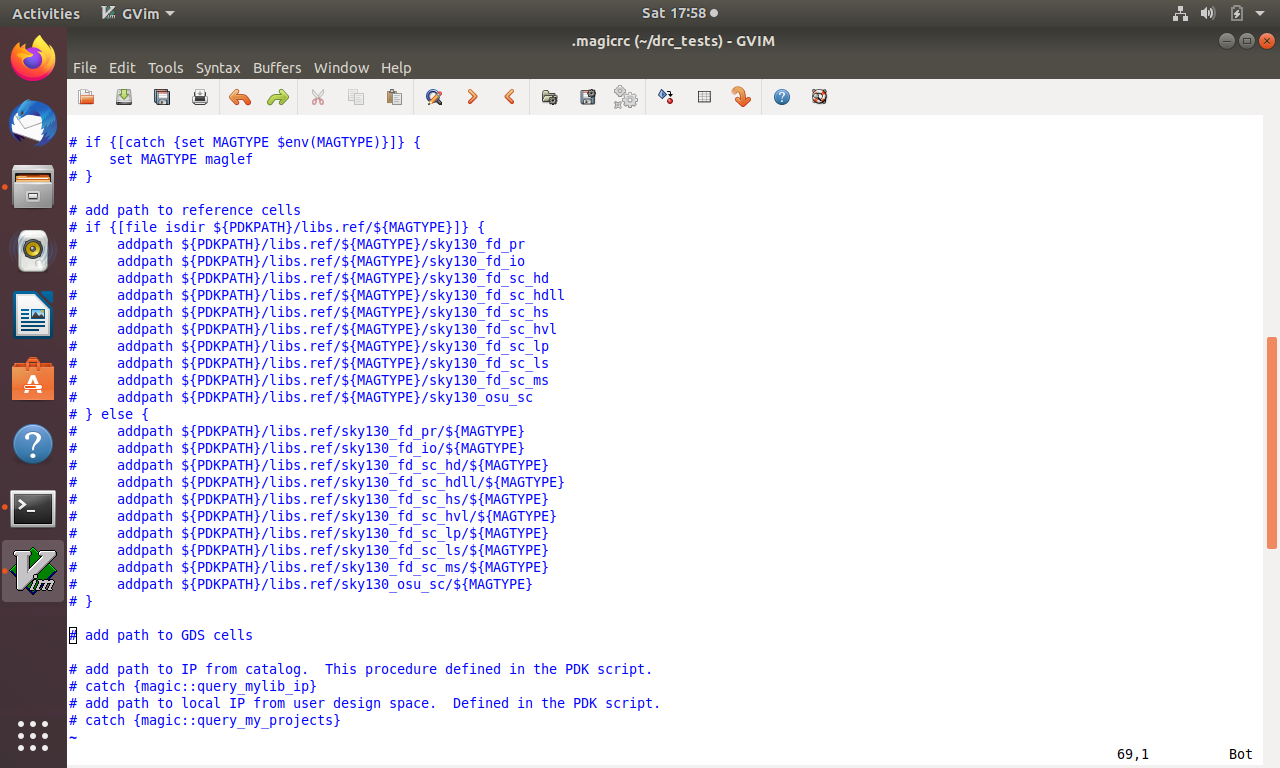 Activities
GVim
Sat 17:58
.magicrc (~/drc_tests) - GVIM
File Edit Tools Syntax Buffers Window Help
# if {[catch {set MAGTYPE $env(MAGTYPE)}]} {
#    set MAGTYPE maglef
# }
# add path to reference cells
# if {[file isdir ${PDKPATH}/libs.ref/${MAGTYPE}]} {
#     addpath ${PDKPATH}/libs.ref/${MAGTYPE}/sky130_fd_pr
#     addpath ${PDKPATH}/libs.ref/${MAGTYPE}/sky130_fd_io
#     addpath ${PDKPATH}/libs.ref/${MAGTYPE}/sky130_fd_sc_hd
#     addpath ${PDKPATH}/libs.ref/${MAGTYPE}/sky130_fd_sc_hdll
#     addpath ${PDKPATH}/libs.ref/${MAGTYPE}/sky130_fd_sc_hs
#     addpath ${PDKPATH}/libs.ref/${MAGTYPE}/sky130_fd_sc_hvl
#     addpath ${PDKPATH}/libs.ref/${MAGTYPE}/sky130_fd_sc_lp
#     addpath ${PDKPATH}/libs.ref/${MAGTYPE}/sky130_fd_sc_ls
#     addpath ${PDKPATH}/libs.ref/${MAGTYPE}/sky130_fd_sc_ms
#     addpath ${PDKPATH}/libs.ref/${MAGTYPE}/sky130_osu_sc
# } else {
#     addpath ${PDKPATH}/libs.ref/sky130_fd_pr/${MAGTYPE}
#     addpath ${PDKPATH}/libs.ref/sky130_fd_io/${MAGTYPE}
#     addpath ${PDKPATH}/libs.ref/sky130_fd_sc_hd/${MAGTYPE}
#     addpath ${PDKPATH}/libs.ref/sky130_fd_sc_hdll/${MAGTYPE}
#     addpath ${PDKPATH}/libs.ref/sky130_fd_sc_hs/${MAGTYPE}
#     addpath ${PDKPATH}/libs.ref/sky130_fd_sc_hvl/${MAGTYPE}
#     addpath ${PDKPATH}/libs.ref/sky130_fd_sc_lp/${MAGTYPE}
#     addpath ${PDKPATH}/libs.ref/sky130_fd_sc_ls/${MAGTYPE}
#     addpath ${PDKPATH}/libs.ref/sky130_fd_sc_ms/${MAGTYPE}
#     addpath ${PDKPATH}/libs.ref/sky130_osu_sc/${MAGTYPE}
# }
# add path to GDS cells
# add path to IP from catalog.  This procedure defined in the PDK script.
# catch {magic::query_mylib_ip}
# add path to local IP from user design space.  Defined in the PDK script.
# catch {magic::query_my_projects}
~
69,1 Bot